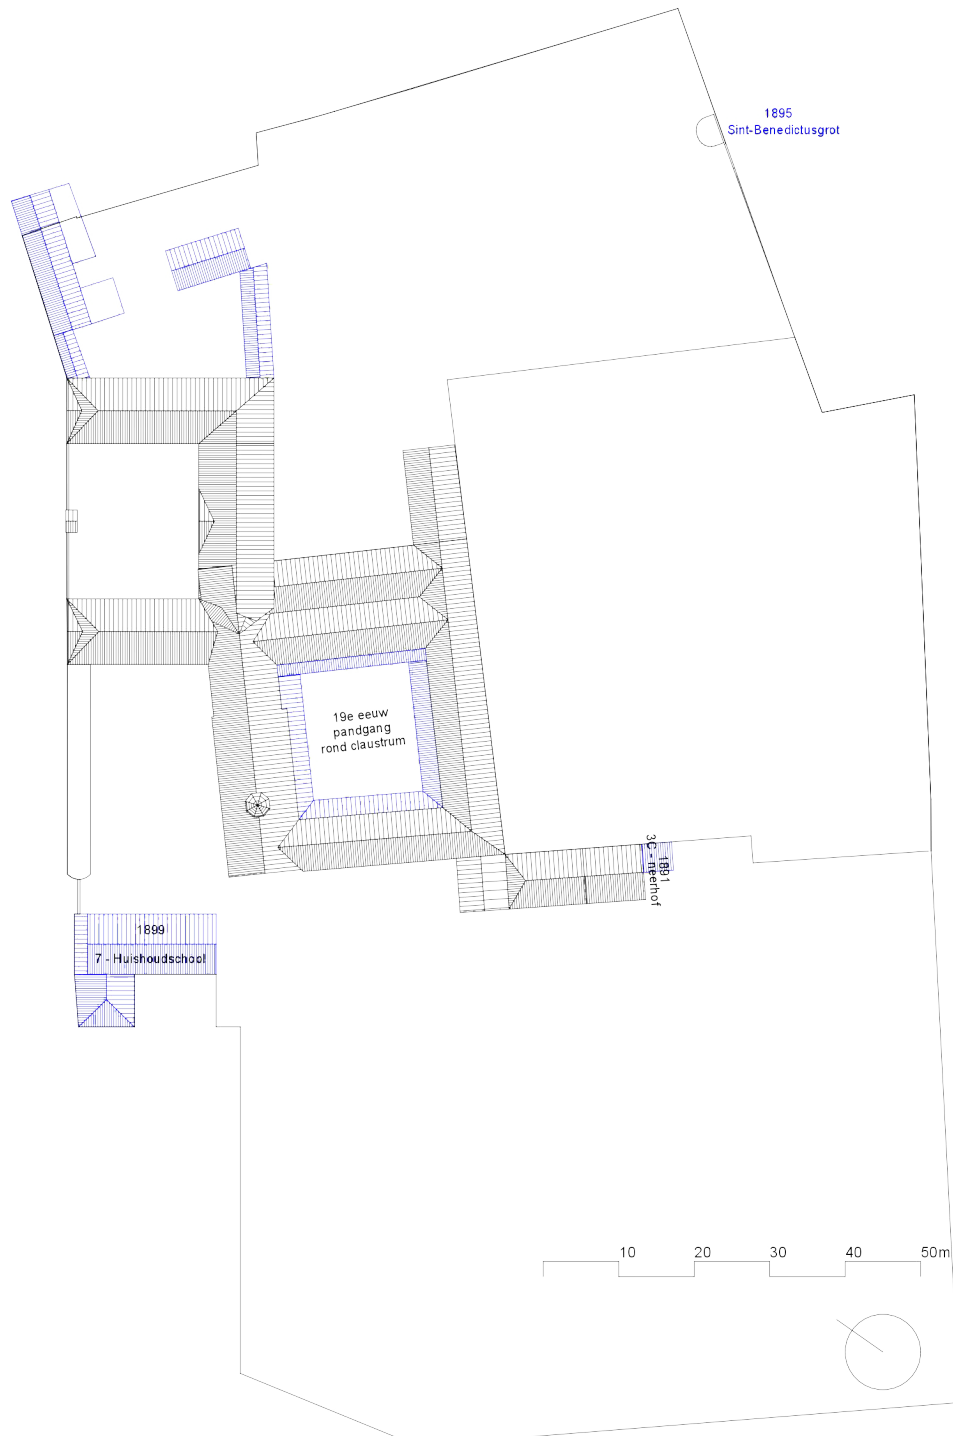 1895
Sint-Benedictusgrot
19e eeuw
pandgang
rond claustrum
1891
3C - neerhof
1899
7 - Huishoudschool
10 20 30 40 50m